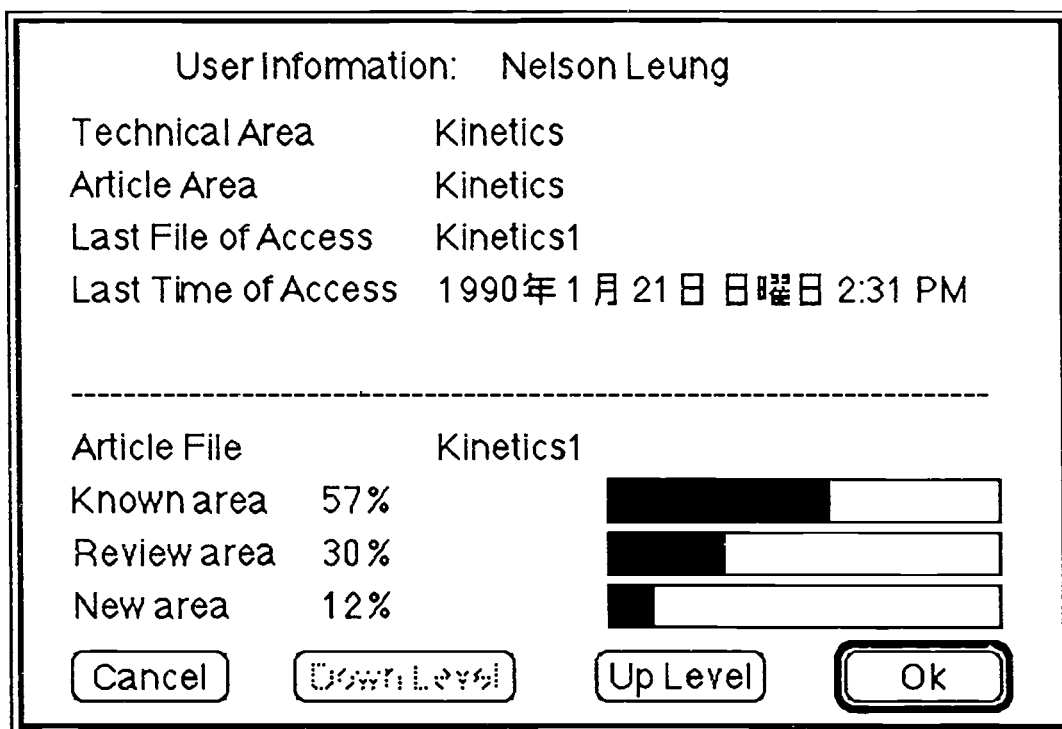 User Information: Nelson Leung
Technical Area Kinetics
Article Area Kinetics
Last File of Access Kinetics1
Last Time of Access 1990年1月21日 日曜日 2:31 PM
Article File Kinetics1
Known area 57%
Review area 30%
New area 12%
Cancel Down Level Up Level Ok